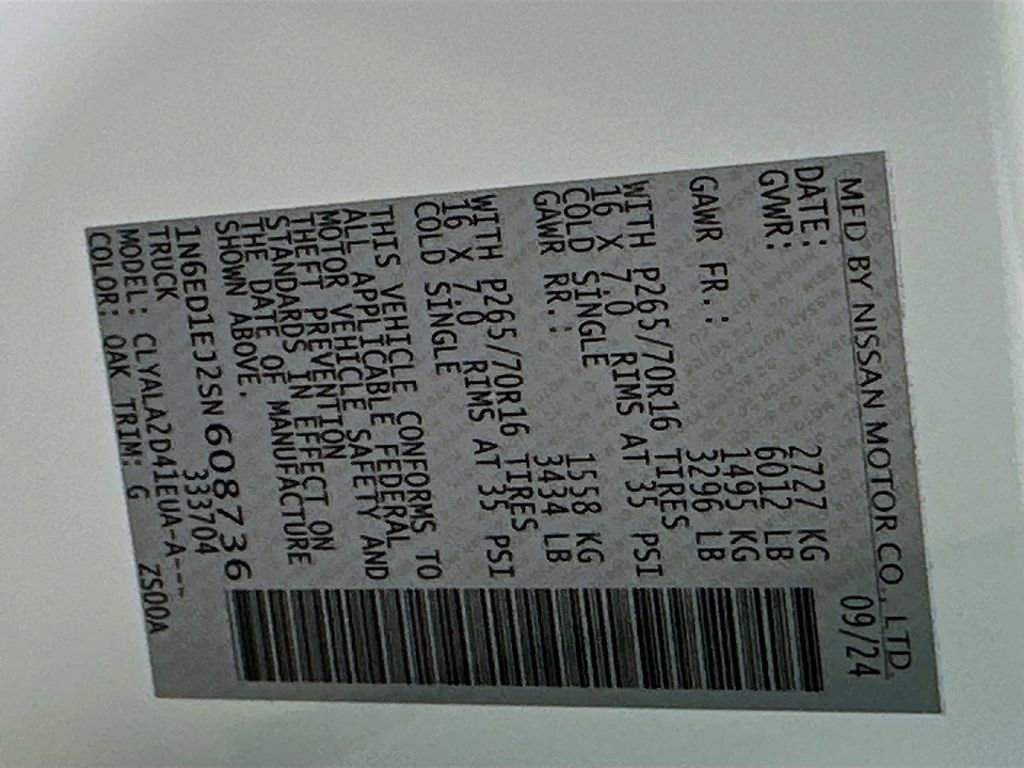 MFD BY NISSAN MOTOR CO., LTD.
DATE: 09/24
GVWR: 2727 KG
6012 LB
GAWR FR.: 1495 KG
3296 LB
WITH P265/70R16 TIRES
16 X 7.0 RIMS AT 35 PSI
COLD SINGLE
GAWR RR.: 1558 KG
3434 LB
WITH P265/70R16 TIRES
16 X 7.0 RIMS AT 35 PSI
COLD SINGLE
THIS VEHICLE CONFORMS TO
ALL APPLICABLE FEDERAL
MOTOR VEHICLE SAFETY AND
THEFT PREVENTION
STANDARDS IN EFFECT ON
THE DATE OF MANUFACTURE
SHOWN ABOVE.
1N6ED1EJ2SN608736
TRUCK 333704
MODEL: CLYALA2D41EUA-A---
COLOR: QAK TRIM: G ZS00A